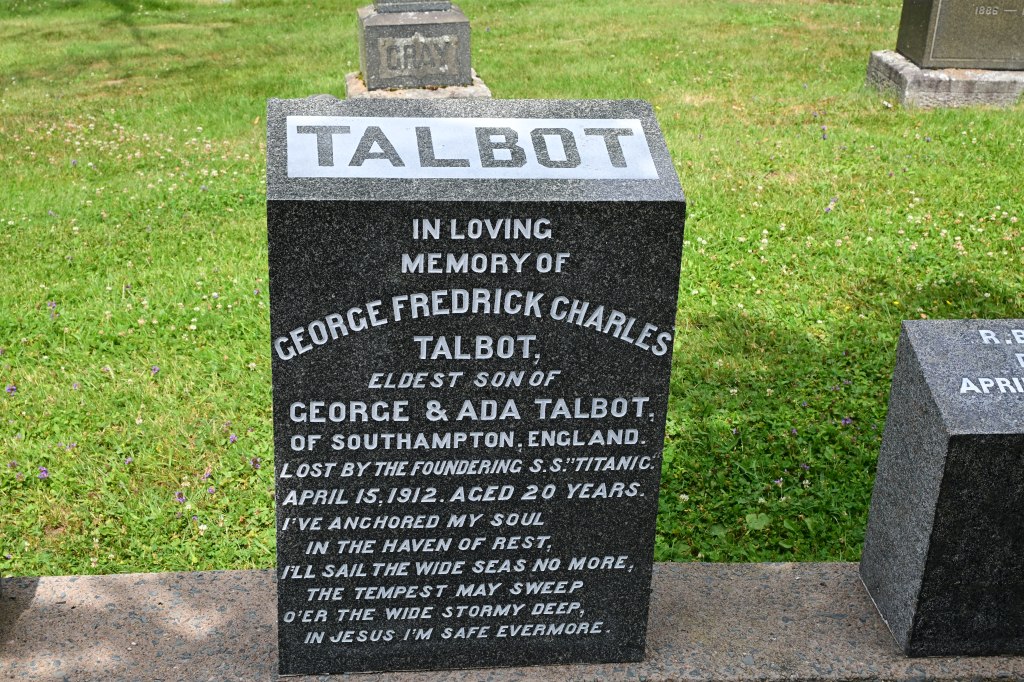 GRAY
1886 –
TALBOT
IN LOVING
MEMORY OF
GEORGE FREDRICK CHARLES
TALBOT,
ELDEST SON OF
GEORGE & ADA TALBOT,
OF SOUTHAMPTON, ENGLAND.
LOST BY THE FOUNDERING S.S. "TITANIC.
APRIL 15, 1912. AGED 20 YEARS.
I'VE ANCHORED MY SOUL
IN THE HAVEN OF REST,
I'LL SAIL THE WIDE SEAS NO MORE,
THE TEMPEST MAY SWEEP
O'ER THE WIDE STORMY DEEP,
IN JESUS I'M SAFE EVERMORE.
APRI